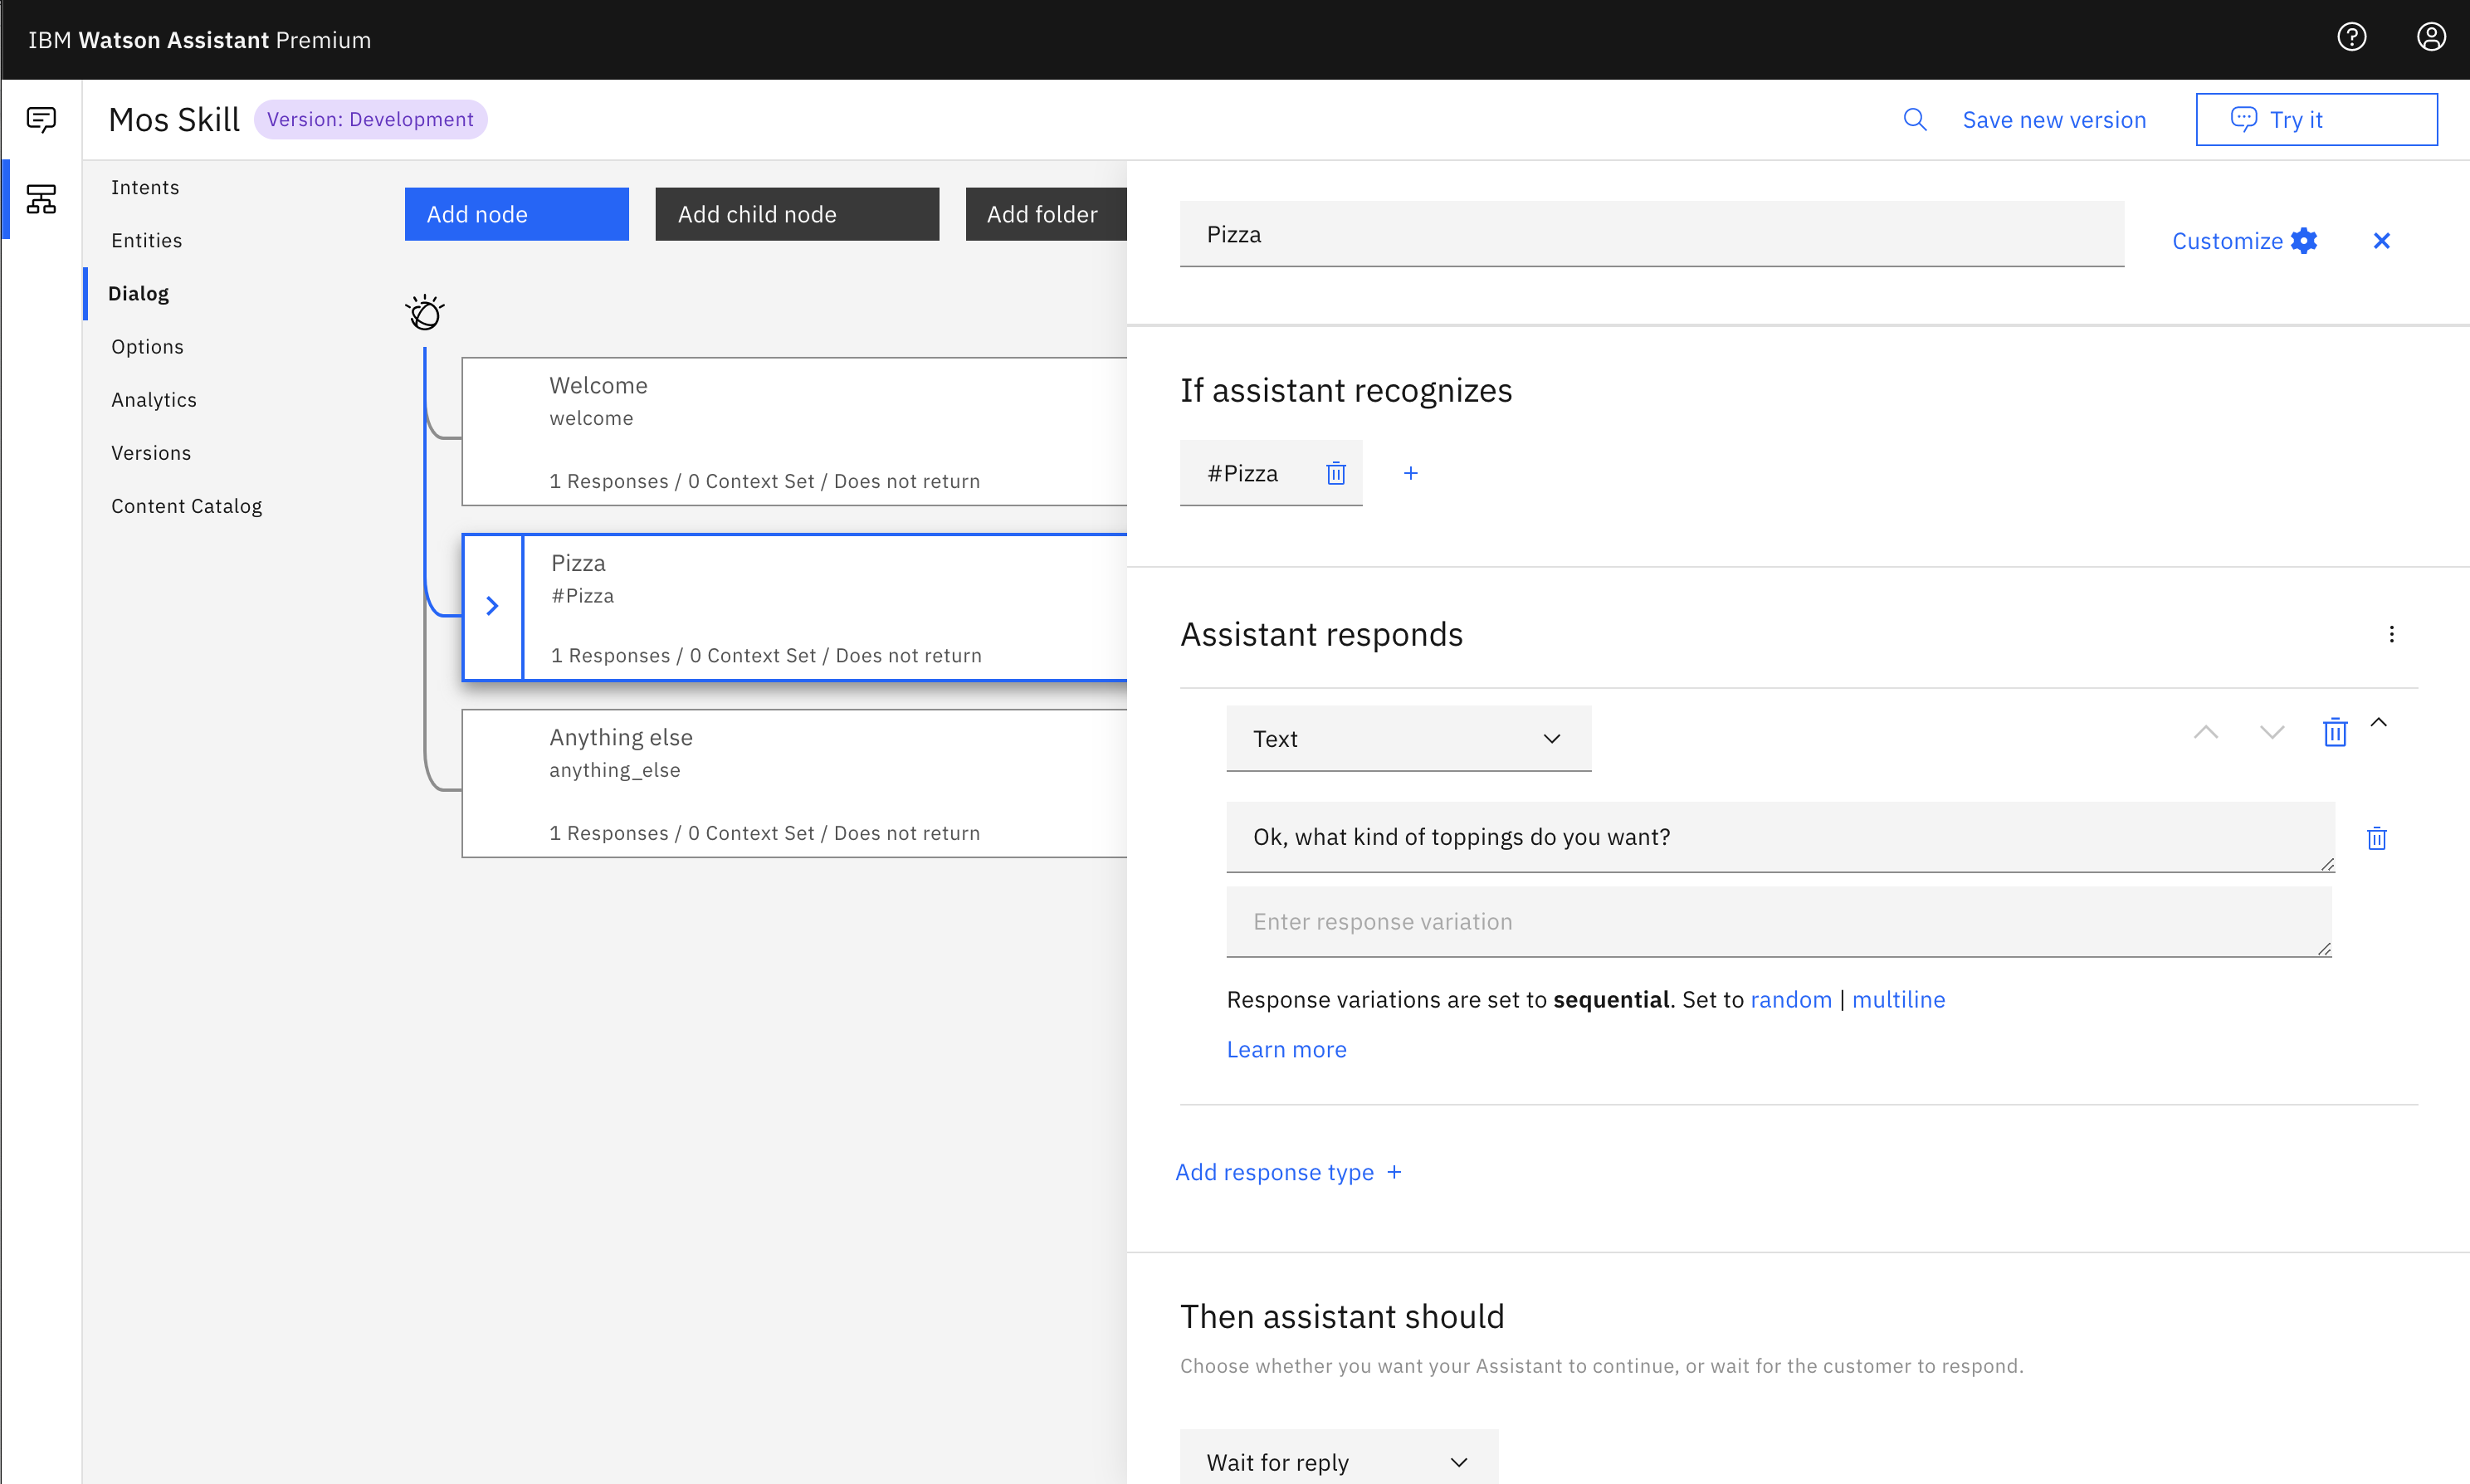 IBM Watson Assistant Premium
Mos Skill
Version: Development
Save new version
Try it
Intents
Entities
Dialog
Options
Analytics
Versions
Content Catalog
Add node
Add child node
Add folder
Welcome
welcome
1 Responses / 0 Context Set / Does not return
Pizza
#Pizza
1 Responses / 0 Context Set / Does not return
Anything else
anything_else
1 Responses / 0 Context Set / Does not return
Pizza
Customize
If assistant recognizes
#Pizza
Assistant responds
Text
Ok, what kind of toppings do you want?
Enter response variation
Response variations are set to sequential. Set to random | multiline
Learn more
Add response type +
Then assistant should
Choose whether you want your Assistant to continue, or wait for the customer to respond.
Wait for reply